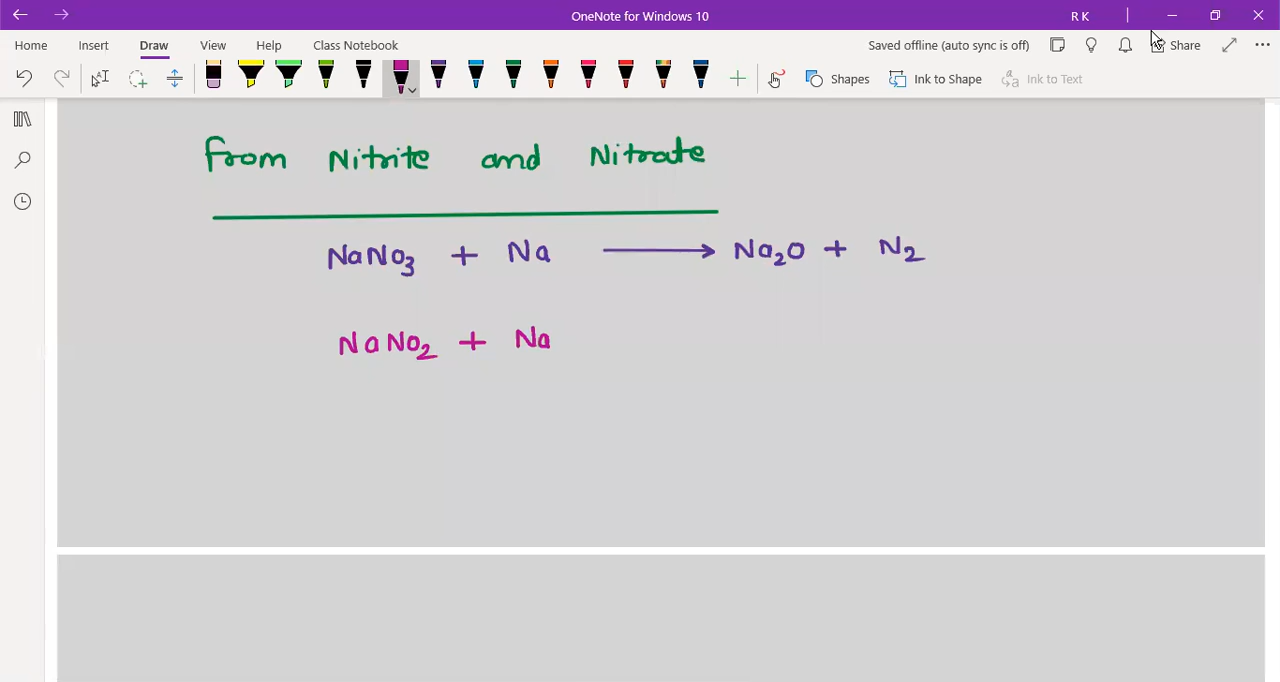 OneNote for Windows 10
R K
Home Insert Draw View Help Class Notebook
Saved offline (auto sync is off) Share
Shapes Ink to Shape Ink to Text
From Nitrite and Nitrate
NaNO3 + Na → Na2O + N2
NaNO2 + Na